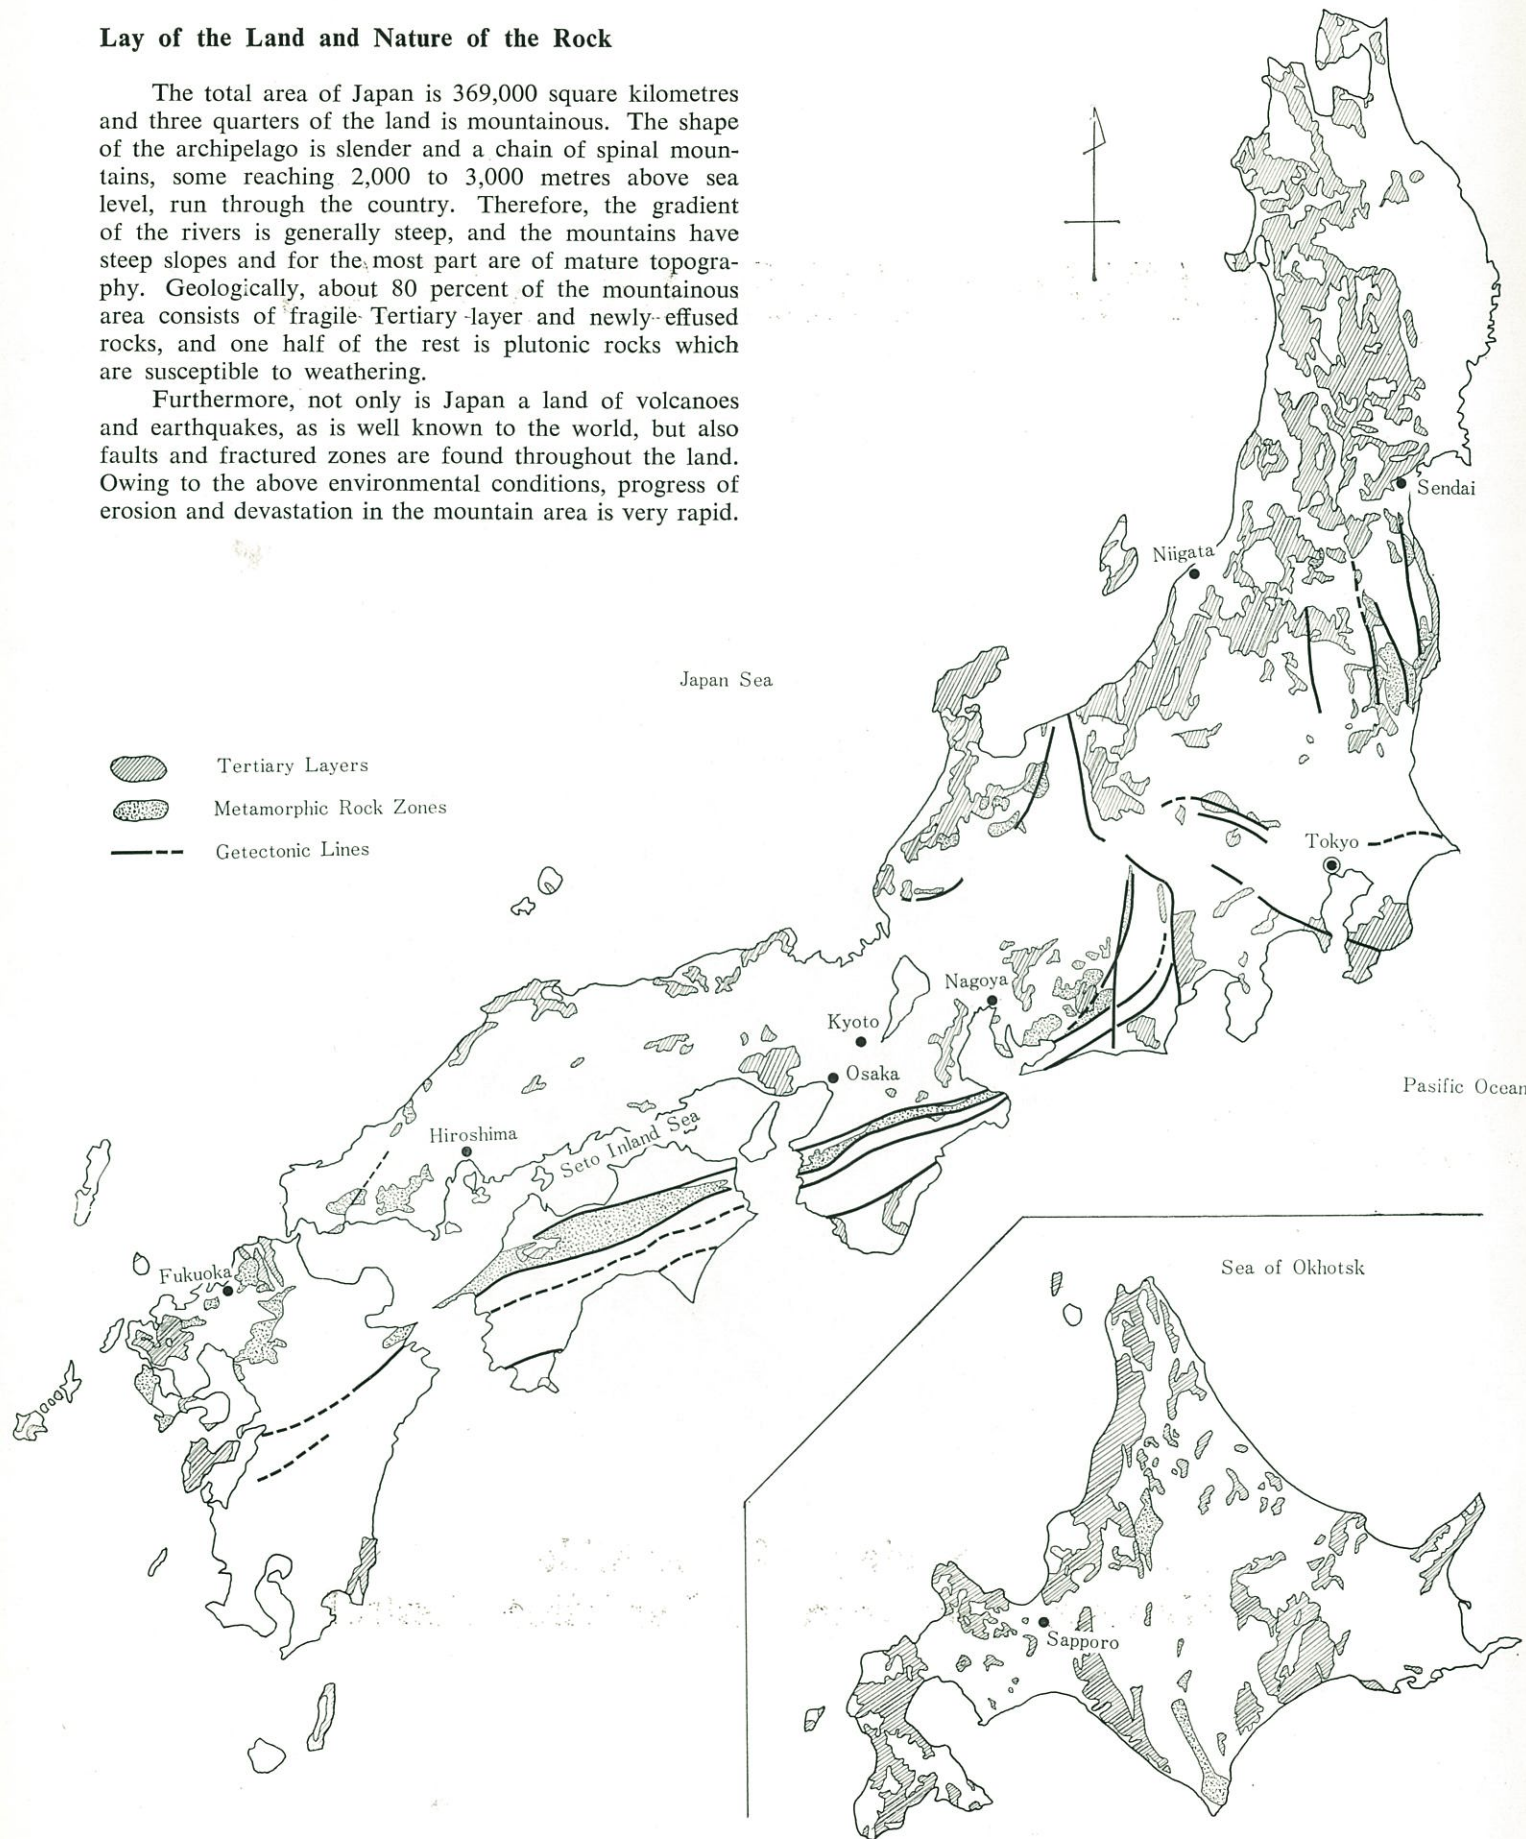 Lay of the Land and Nature of the Rock
The total area of Japan is 369,000 square kilometres
and three quarters of the land is mountainous. The shape
of the archipelago is slender and a chain of spinal moun-
tains, some reaching 2,000 to 3,000 metres above sea
level, run through the country. Therefore, the gradient
of the rivers is generally steep, and the mountains have
steep slopes and for the most part are of mature topogra-
phy. Geologically, about 80 percent of the mountainous
area consists of fragile Tertiary layer and newly effused
rocks, and one half of the rest is plutonic rocks which
are susceptible to weathering.
Furthermore, not only is Japan a land of volcanoes
and earthquakes, as is well known to the world, but also
faults and fractured zones are found throughout the land.
Owing to the above environmental conditions, progress of
erosion and devastation in the mountain area is very rapid.
Sendai
Niigata
Japan Sea
Tertiary Layers
Metamorphic Rock Zones
Getectonic Lines
Tokyo
Nagoya
Kyoto
Osaka
Pasific Ocean
Hiroshima
Seto Inland Sea
Fukuoka
Sea of Okhotsk
Sapporo